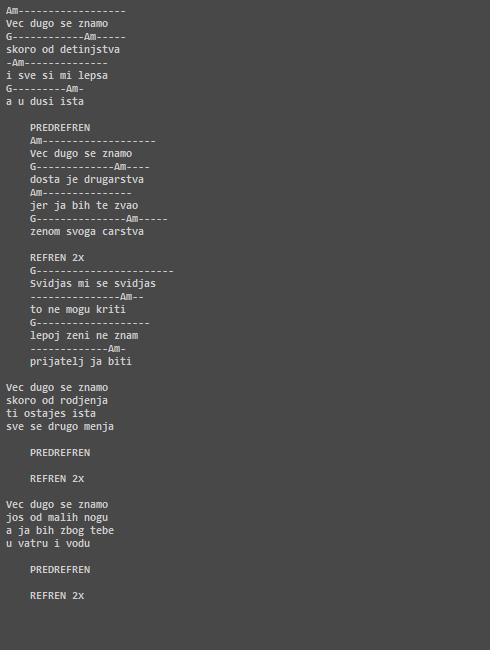 Am------------------
Vec dugo se znamo
G------------Am-----
skoro od detinjstva
-Am--------------
i sve si mi lepsa
G---------Am-
a u dusi ista

    PREDREFREN
    Am-------------------
    Vec dugo se znamo
    G-------------Am----
    dosta je drugarstva
    Am---------------
    jer ja bih te zvao
    G---------------Am-----
    zenom svoga carstva

    REFREN 2x
    G-----------------------
    Svidjas mi se svidjas
    ---------------Am--
    to ne mogu kriti
    G-------------------
    lepoj zeni ne znam
    -------------Am-
    prijatelj ja biti

Vec dugo se znamo
skoro od rodjenja
ti ostajes ista
sve se drugo menja

    PREDREFREN

    REFREN 2x

Vec dugo se znamo
jos od malih nogu
a ja bih zbog tebe
u vatru i vodu

    PREDREFREN

    REFREN 2x